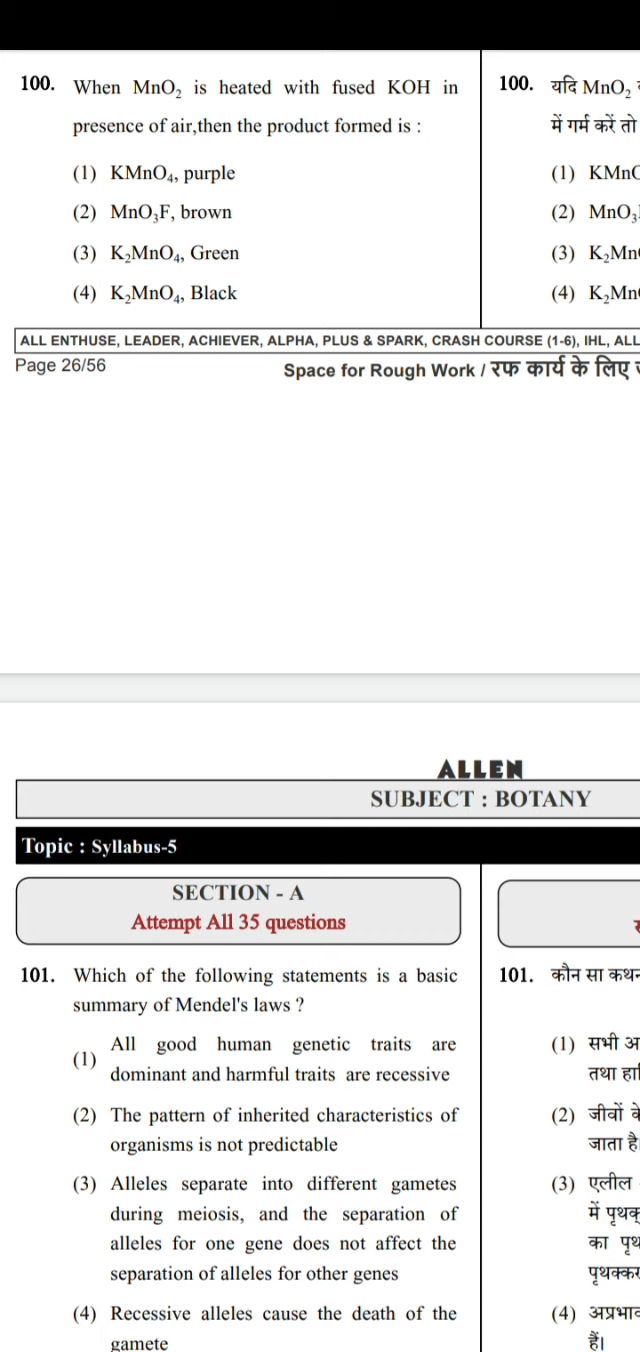 100. When MnO₂ is heated with fused KOH in
presence of air,then the product formed is :
(1) KMnO₄, purple
(2) MnO₃F, brown
(3) K₂MnO₄, Green
(4) K₂MnO₄, Black
100. यदि MnO₂
में गर्म करें तो
(1) KMnO
(2) MnO₃
(3) K₂Mn
(4) K₂Mn
ALL ENTHUSE, LEADER, ACHIEVER, ALPHA, PLUS & SPARK, CRASH COURSE (1-6), IHL, ALL
Page 26/56
Space for Rough Work / रफ कार्य के लिए
ALLEN
SUBJECT : BOTANY
Topic : Syllabus-5
SECTION - A
Attempt All 35 questions
101. Which of the following statements is a basic
summary of Mendel's laws ?
(1) All good human genetic traits are
dominant and harmful traits are recessive
(2) The pattern of inherited characteristics of
organisms is not predictable
(3) Alleles separate into different gametes
during meiosis, and the separation of
alleles for one gene does not affect the
separation of alleles for other genes
(4) Recessive alleles cause the death of the
gamete
101. कौन सा
(1) सभी
तथा
(2) जीवों
जाता है
(3) एलील
में
का
(4)
हैं।